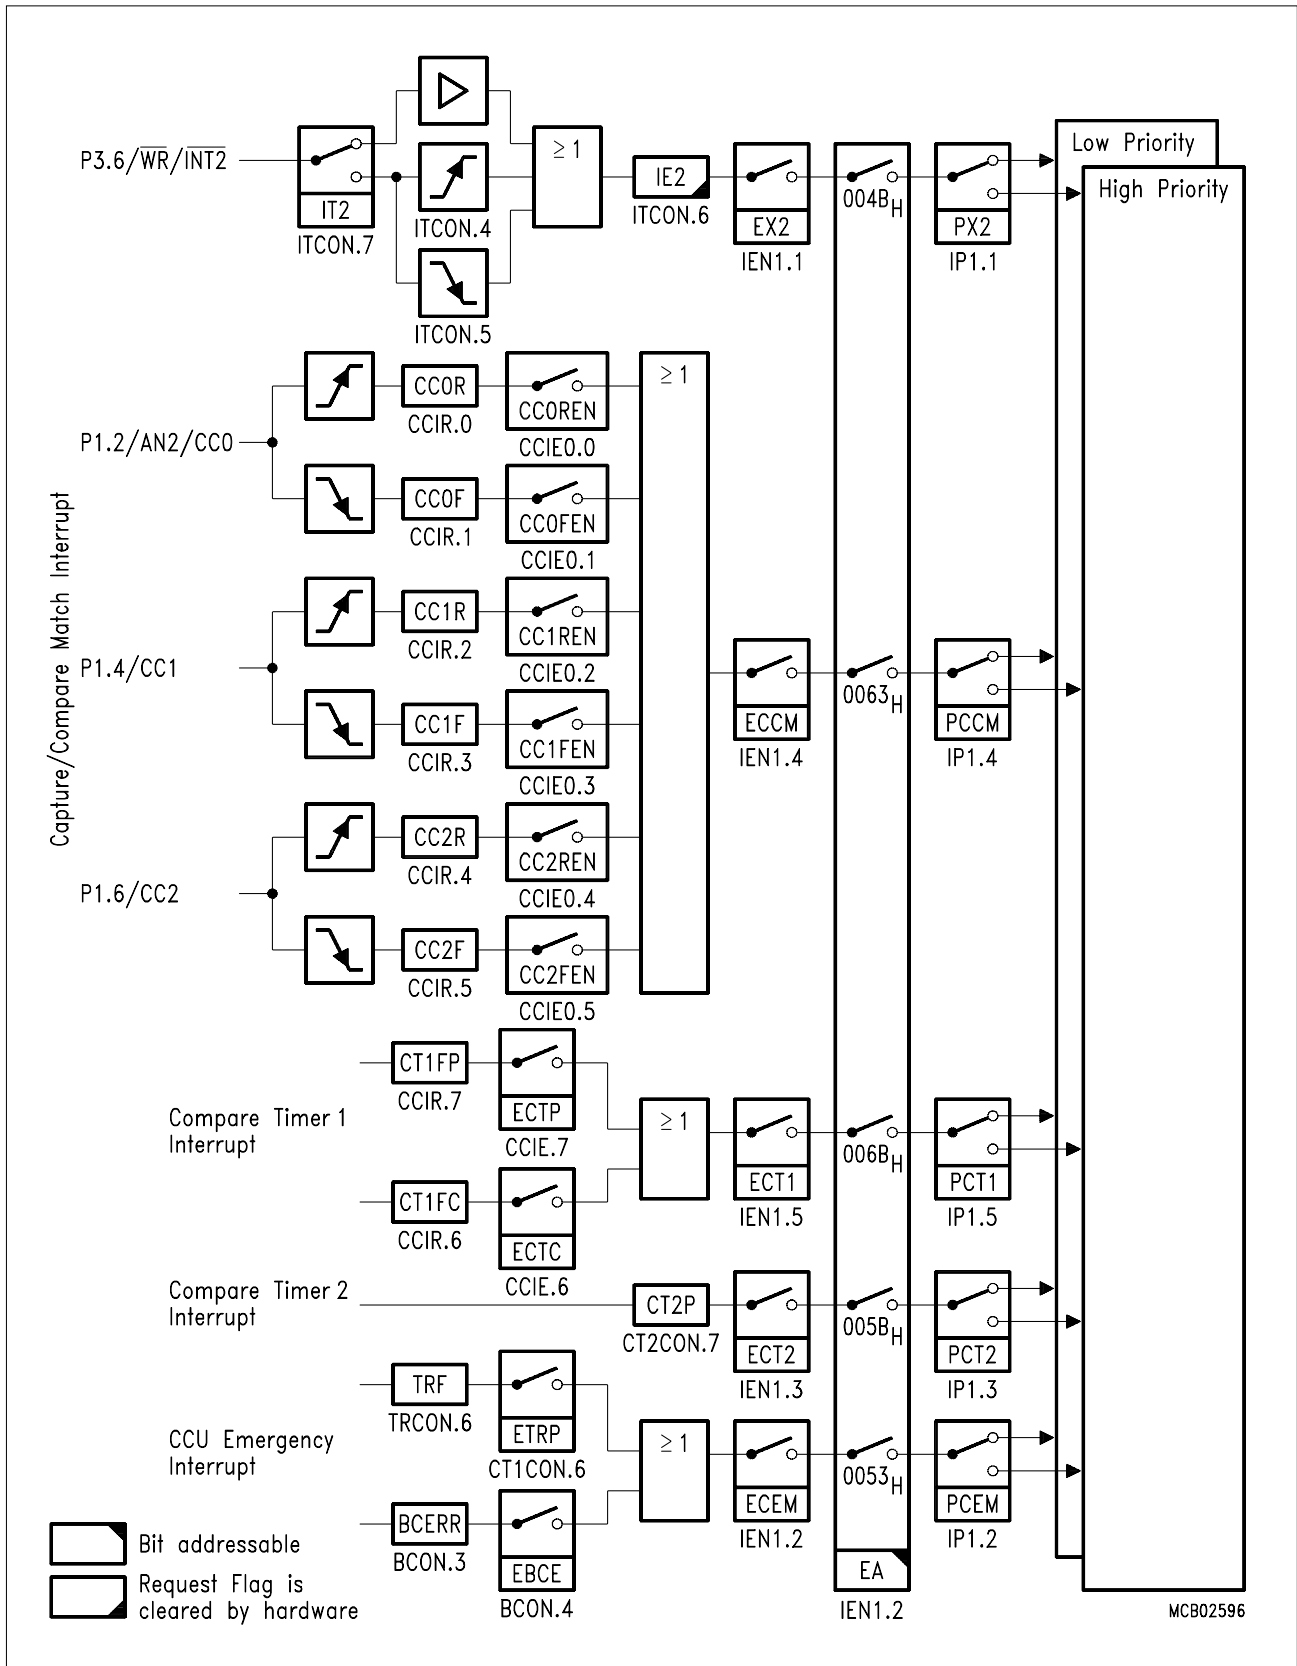 P3.6/WR/INT2
IT2
ITCON.7
ITCON.4
ITCON.5
≥1
IE2
ITCON.6
EX2
IEN1.1
004BH
PX2
IP1.1
Low Priority
High Priority
Capture/Compare Match Interrupt
P1.2/AN2/CC0
CC0R
CCIR.0
CC0REN
CCIE0.0
CC0F
CCIR.1
CC0FEN
CCIE0.1
P1.4/CC1
CC1R
CCIR.2
CC1REN
CCIE0.2
CC1F
CCIR.3
CC1FEN
CCIE0.3
P1.6/CC2
CC2R
CCIR.4
CC2REN
CCIE0.4
CC2F
CCIR.5
CC2FEN
CCIE0.5
≥1
ECCM
IEN1.4
0063H
PCCM
IP1.4
Compare Timer 1
Interrupt
CT1FP
CCIR.7
ECTP
CCIE.7
CT1FC
CCIR.6
ECTC
CCIE.6
≥1
ECT1
IEN1.5
006BH
PCT1
IP1.5
Compare Timer 2
Interrupt
CT2P
CT2CON.7
ECT2
IEN1.3
005BH
PCT2
IP1.3
CCU Emergency
Interrupt
TRF
TRCON.6
ETRP
CT1CON.6
BCERR
BCON.3
EBCE
BCON.4
≥1
ECEM
IEN1.2
0053H
PCEM
IP1.2
EA
IEN1.2
Bit addressable
Request Flag is
cleared by hardware
MCB02596